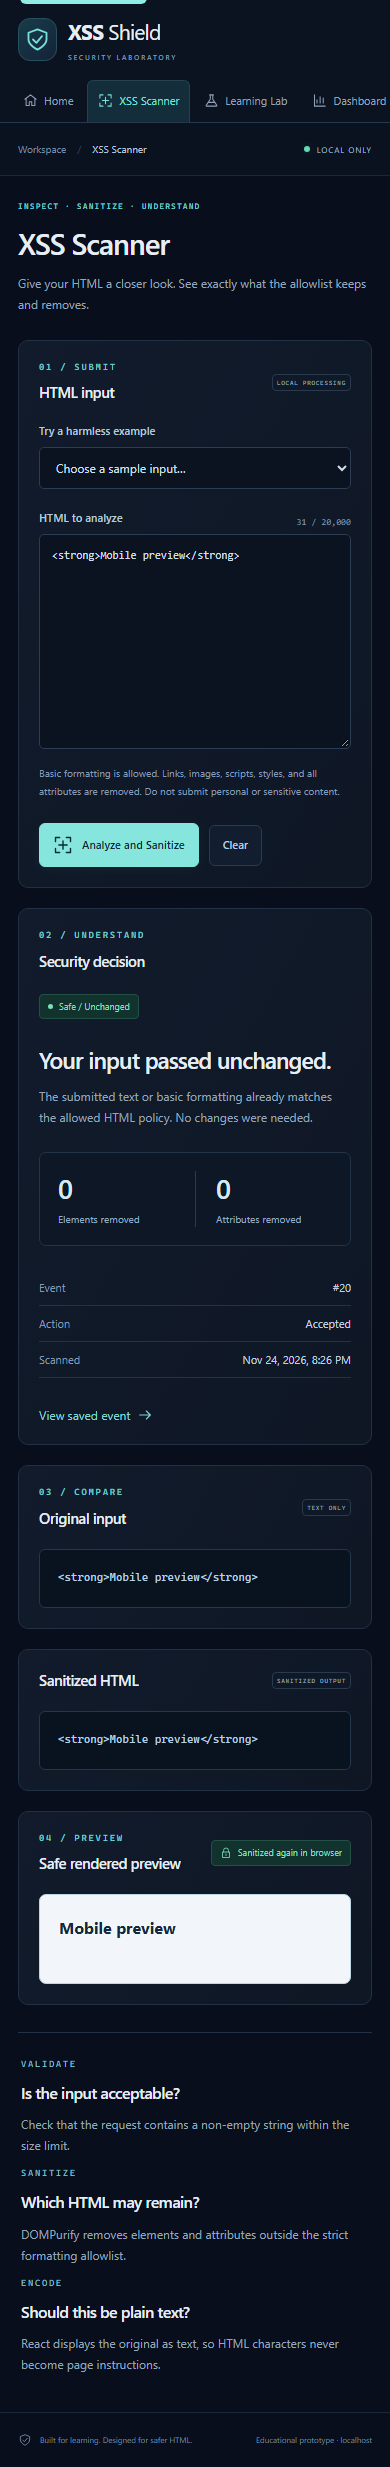 XSS Shield
SECURITY LABORATORY
Home
XSS Scanner
Learning Lab
Dashboard
Workspace / XSS Scanner
LOCAL ONLY
INSPECT · SANITIZE · UNDERSTAND
XSS Scanner
Give your HTML a closer look. See exactly what the allowlist keeps
and removes.
01 / SUBMIT
HTML input
LOCAL PROCESSING
Try a harmless example
Choose a sample input...
HTML to analyze
31 / 20,000
<strong>Mobile preview</strong>
Basic formatting is allowed. Links, images, scripts, styles, and all
attributes are removed. Do not submit personal or sensitive content.
Analyze and Sanitize
Clear
02 / UNDERSTAND
Security decision
Safe / Unchanged
Your input passed unchanged.
The submitted text or basic formatting already matches
the allowed HTML policy. No changes were needed.
0
Elements removed
0
Attributes removed
Event
#20
Action
Accepted
Scanned
Nov 24, 2026, 8:26 PM
View saved event →
03 / COMPARE
Original input
TEXT ONLY
<strong>Mobile preview</strong>
Sanitized HTML
SANITIZED OUTPUT
<strong>Mobile preview</strong>
04 / PREVIEW
Safe rendered preview
Sanitized again in browser
Mobile preview
VALIDATE
Is the input acceptable?
Check that the request contains a non-empty string within the
size limit.
SANITIZE
Which HTML may remain?
DOMPurify removes elements and attributes outside the strict
formatting allowlist.
ENCODE
Should this be plain text?
React displays the original as text, so HTML characters never
become page instructions.
Built for learning. Designed for safer HTML.
Educational prototype · localhost